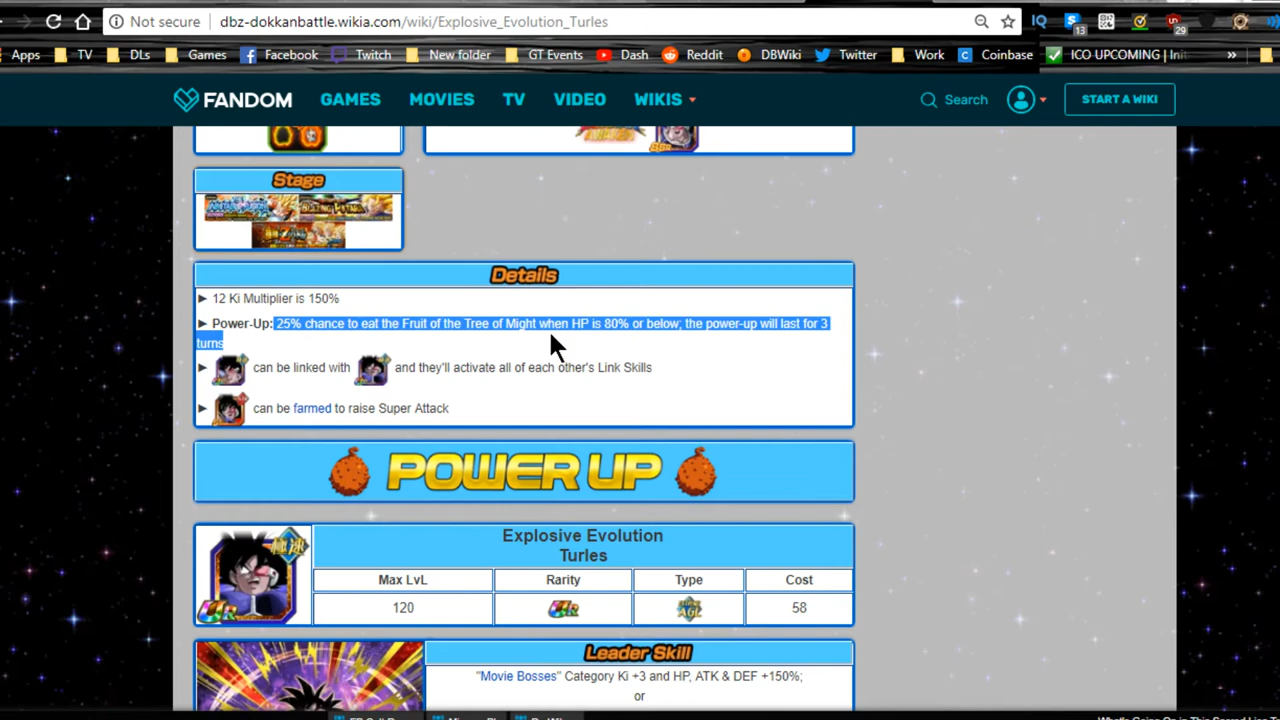 Not secure | dbz-dokkanbattle.wikia.com/wiki/Explosive_Evolution_Turles
IQ 13 29
Apps TV DLs Games Facebook Twitch New folder GT Events Dash Reddit DBWiki Twitter Work Coinbase ICO UPCOMING | Init »
FANDOM GAMES MOVIES TV VIDEO WIKIS Search START A WIKI
Stage
Details
► 12 Ki Multiplier is 150%
► Power-Up: 25% chance to eat the Fruit of the Tree of Might when HP is 80% or below; the power-up will last for 3
turns
► can be linked with and they'll activate all of each other's Link Skills
► can be farmed to raise Super Attack
POWER UP
Explosive Evolution
Turles
Max LvL Rarity Type Cost
120 UR AGL 58
Leader Skill
"Movie Bosses" Category Ki +3 and HP, ATK & DEF +150%;
or